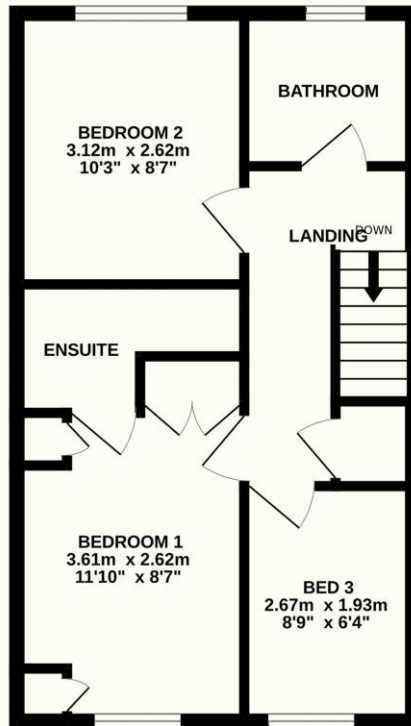 BEDROOM 2
3.12m x 2.62m
10'3" x 8'7"
BATHROOM
LANDING
DOWN
ENSUITE
BEDROOM 1
3.61m x 2.62m
11'10" x 8'7"
BED 3
2.67m x 1.93m
8'9" x 6'4"